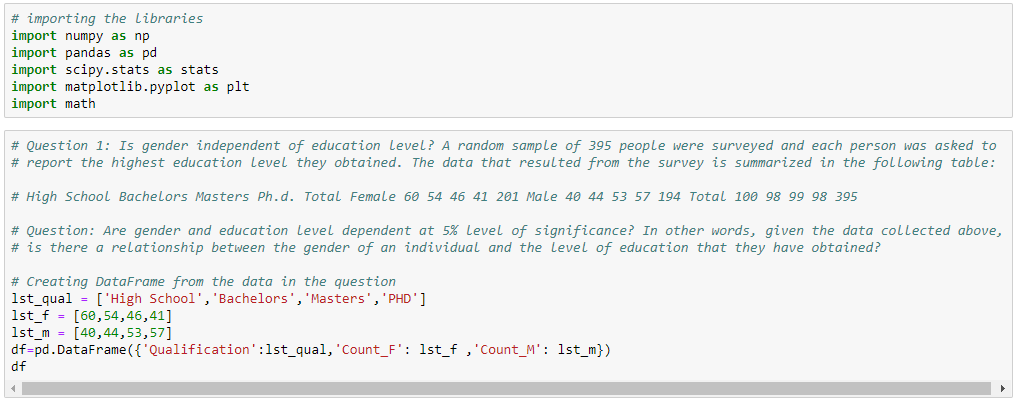 # importing the libraries
import numpy as np
import pandas as pd
import scipy.stats as stats
import matplotlib.pyplot as plt
import math
# Question 1: Is gender independent of education level? A random sample of 395 people were surveyed and each person was asked to
# report the highest education level they obtained. The data that resulted from the survey is summarized in the following table:
# High School Bachelors Masters Ph.d. Total Female 60 54 46 41 201 Male 40 44 53 57 194 Total 100 98 99 98 395
# Question: Are gender and education level dependent at 5% level of significance? In other words, given the data collected above,
# is there a relationship between the gender of an individual and the level of education that they have obtained?
# Creating DataFrame from the data in the question
lst_qual = ['High School','Bachelors','Masters','PHD']
lst_f = [60,54,46,41]
lst_m = [40,44,53,57]
df=pd.DataFrame({'Qualification':lst_qual,'Count_F': lst_f ,'Count_M': lst_m})
df